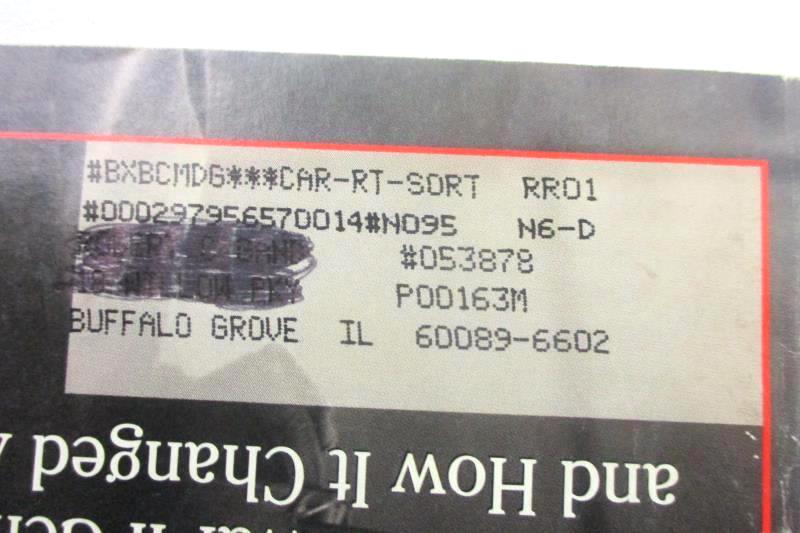 #BXBCMDG***CAR-RT-SORT RR01
#000297956570014#N095 N6-D
#053878
P00163M
BUFFALO GROVE IL 60089-6602
and How It Changed